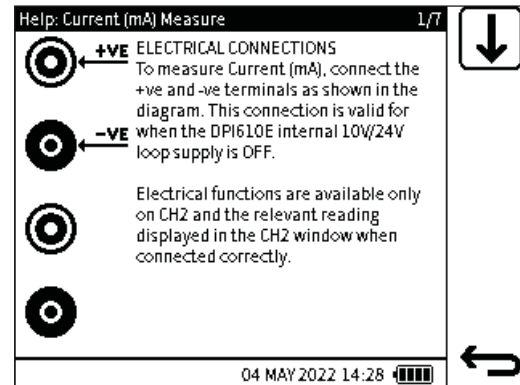 Help: Current (mA) Measure 1/7
+VE ELECTRICAL CONNECTIONS
To measure Current (mA), connect the
+ve and -ve terminals as shown in the
diagram. This connection is valid for
-VE when the DPI610E internal 10V/24V
loop supply is OFF.
Electrical functions are available only
on CH2 and the relevant reading
displayed in the CH2 window when
connected correctly.
04 MAY 2022 14:28